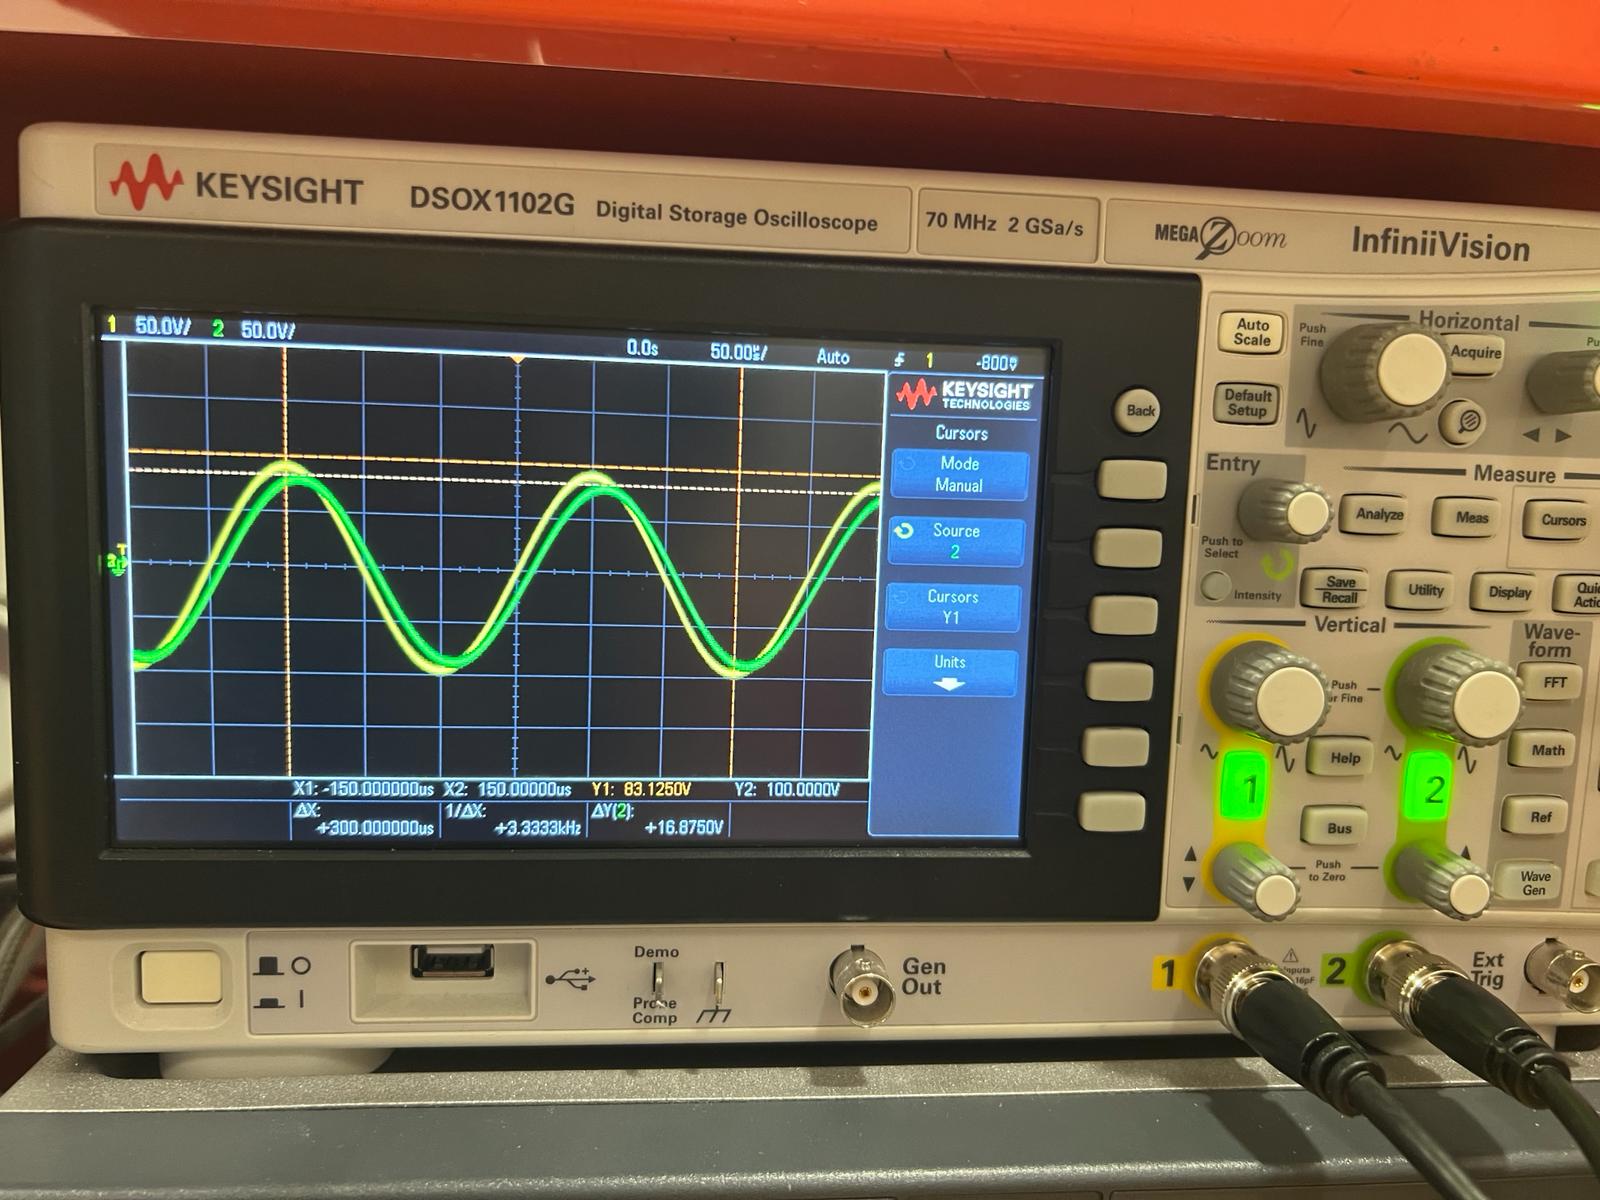 KEYSIGHT DSOX1102G Digital Storage Oscilloscope 70 MHz 2 GSa/s MEGA Zoom InfiniiVision
1 50.0V/ 2 50.0V/ 0.0s 50.00us/ Auto 1 -800mV
KEYSIGHT
TECHNOLOGIES
Cursors
Mode
Manual
Source
2
Cursors
Y1
Units
X1: -150.000000us X2: 150.00000us Y1: 83.1250V Y2: 100.0000V
ΔX: 1/ΔX: ΔY(2):
+300.000000us +3.3333kHz +16.8750V
Back
Auto
Scale
Default
Setup
Push
Fine
Horizontal
Acquire
Entry
Push to
Select
Intensity
Measure
Analyze
Meas
Cursors
Save
Recall
Utility
Display
Vertical
Push
for Fine
1
2
Help
Bus
Push
to Zero
Wave-
form
FFT
Math
Ref
Wave
Gen
Demo
Probe
Comp
Gen
Out
1
2
Ext
Trig